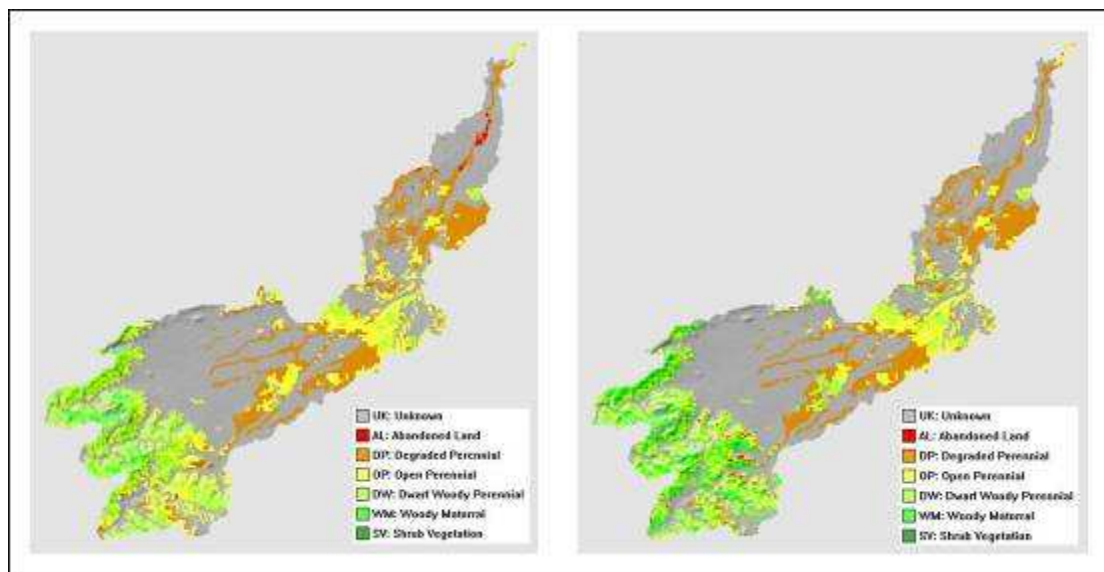 UK: Unknown
AL: Abandoned Land
DP: Degraded Perennial
OP: Open Perennial
DW: Dwarf Woody Perennial
WM: Woody Matorral
SV: Shrub Vegetation
UK: Unknown
AL: Abandoned Land
DP: Degraded Perennial
OP: Open Perennial
DW: Dwarf Woody Perennial
WM: Woody Matorral
SV: Shrub Vegetation